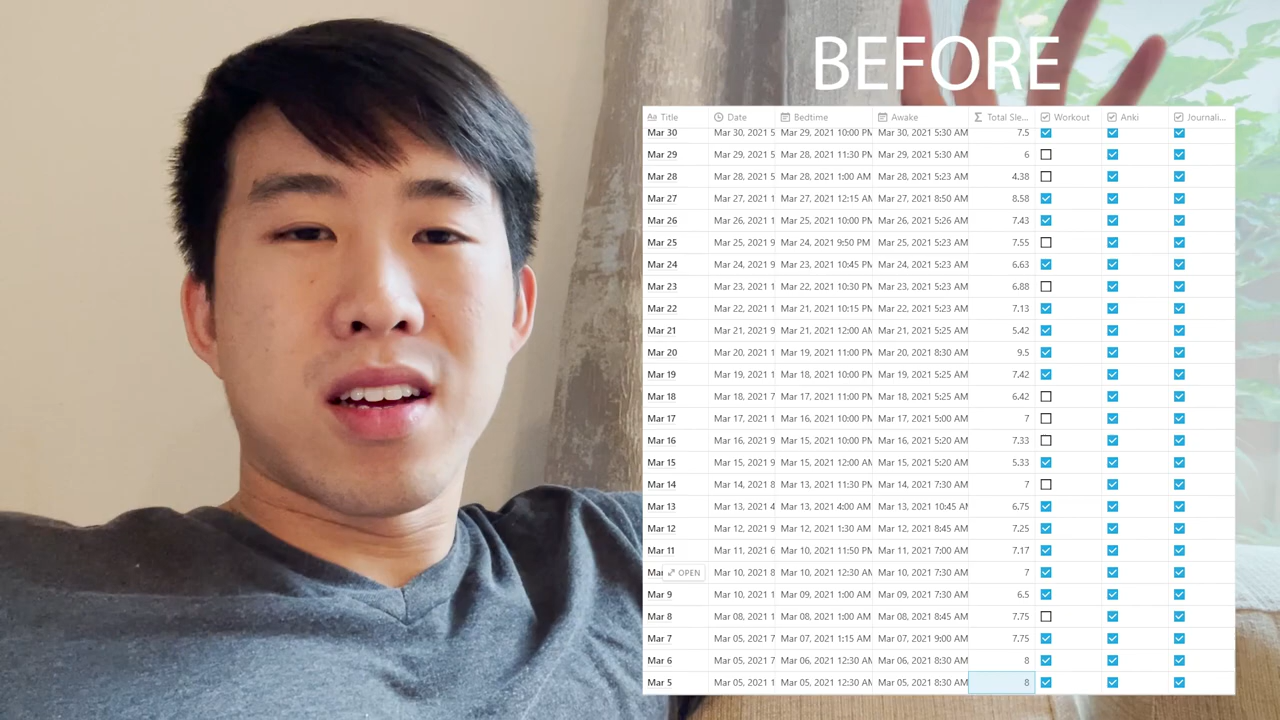 BEFORE
Aa Title Date Bedtime Awake Σ Total Sle... Workout Anki Journali...
Mar 30 Mar 30, 2021 5 Mar 29, 2021 10:00 PM Mar 30, 2021 5:30 AM 7.5
Mar 29 Mar 29, 2021 5 Mar 28, 2021 11:30 PM Mar 29, 2021 5:30 AM 6
Mar 28 Mar 28, 2021 5 Mar 28, 2021 1:00 AM Mar 28, 2021 5:23 AM 4.38
Mar 27 Mar 27, 2021 1 Mar 27, 2021 12:15 AM Mar 27, 2021 8:50 AM 8.58
Mar 26 Mar 26, 2021 1 Mar 25, 2021 10:00 PM Mar 26, 2021 5:26 AM 7.43
Mar 25 Mar 25, 2021 9 Mar 24, 2021 9:50 PM Mar 25, 2021 5:23 AM 7.55
Mar 24 Mar 24, 2021 9 Mar 23, 2021 10:45 PM Mar 24, 2021 5:23 AM 6.63
Mar 23 Mar 23, 2021 1 Mar 22, 2021 10:30 PM Mar 23, 2021 5:23 AM 6.88
Mar 22 Mar 22, 2021 1 Mar 21, 2021 10:15 PM Mar 22, 2021 5:23 AM 7.13
Mar 21 Mar 21, 2021 9 Mar 21, 2021 12:00 AM Mar 21, 2021 5:25 AM 5.42
Mar 20 Mar 20, 2021 1 Mar 19, 2021 11:00 PM Mar 20, 2021 8:30 AM 9.5
Mar 19 Mar 19, 2021 1 Mar 18, 2021 10:00 PM Mar 19, 2021 5:25 AM 7.42
Mar 18 Mar 18, 2021 7 Mar 17, 2021 11:00 PM Mar 18, 2021 5:25 AM 6.42
Mar 17 Mar 17, 2021 1 Mar 16, 2021 10:00 PM Mar 17, 2021 5:00 AM 7
Mar 16 Mar 16, 2021 9 Mar 15, 2021 10:00 PM Mar 16, 2021 5:20 AM 7.33
Mar 15 Mar 15, 2021 9 Mar 15, 2021 12:00 AM Mar 15, 2021 5:20 AM 5.33
Mar 14 Mar 14, 2021 8 Mar 13, 2021 11:30 PM Mar 14, 2021 7:30 AM 7
Mar 13 Mar 13, 2021 4 Mar 13, 2021 4:00 AM Mar 13, 2021 10:45 AM 6.75
Mar 12 Mar 12, 2021 9 Mar 12, 2021 1:30 AM Mar 12, 2021 8:45 AM 7.25
Mar 11 Mar 11, 2021 6 Mar 10, 2021 11:50 PM Mar 11, 2021 7:00 AM 7.17
Mar OPEN Mar 10, 2021 8 Mar 10, 2021 12:30 AM Mar 10, 2021 7:30 AM 7
Mar 9 Mar 10, 2021 1 Mar 09, 2021 1:00 AM Mar 09, 2021 7:30 AM 6.5
Mar 8 Mar 08, 2021 1 Mar 08, 2021 1:00 AM Mar 08, 2021 8:45 AM 7.75
Mar 7 Mar 05, 2021 7 Mar 07, 2021 1:15 AM Mar 07, 2021 9:00 AM 7.75
Mar 6 Mar 05, 2021 7 Mar 06, 2021 12:30 AM Mar 06, 2021 8:30 AM 8
Mar 5 Mar 05, 2021 1 Mar 05, 2021 12:30 AM Mar 05, 2021 8:30 AM 8